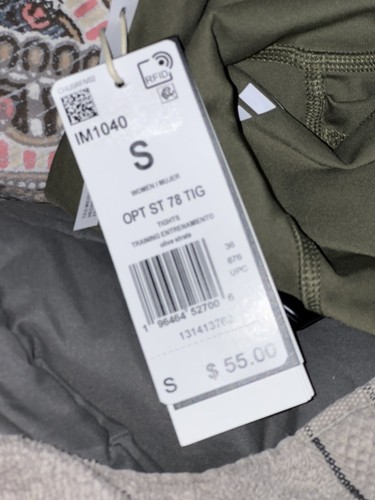 RFID
IM1040
S
WOMEN / MUJER
OPT ST 78 TIG
TIGHTS
TRAINING ENTRENAMIENTO
olive strata
36
676
UPC
1 96464 52700 6
S $ 55.00